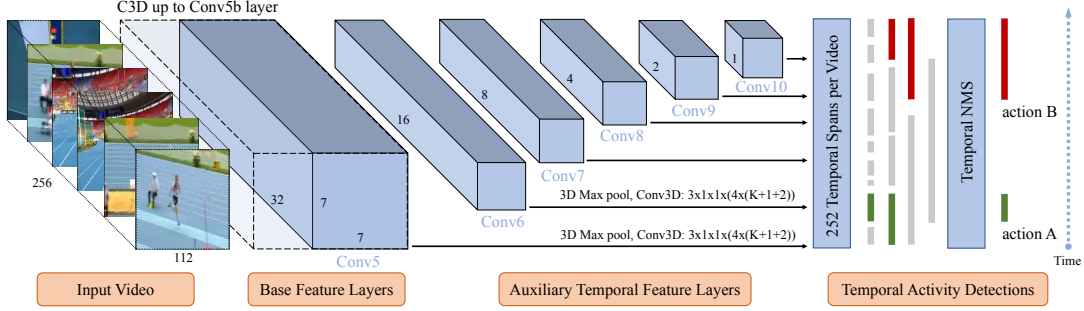 C3D up to Conv5b layer
256
112
32
7
7
Conv5
16
Conv6
8
Conv7
4
Conv8
2
Conv9
1
Conv10
3D Max pool, Conv3D: 3x1x1x(4x(K+1+2))
3D Max pool, Conv3D: 3x1x1x(4x(K+1+2))
252 Temporal Spans per Video
Temporal NMS
action B
action A
Time
Input Video
Base Feature Layers
Auxiliary Temporal Feature Layers
Temporal Activity Detections